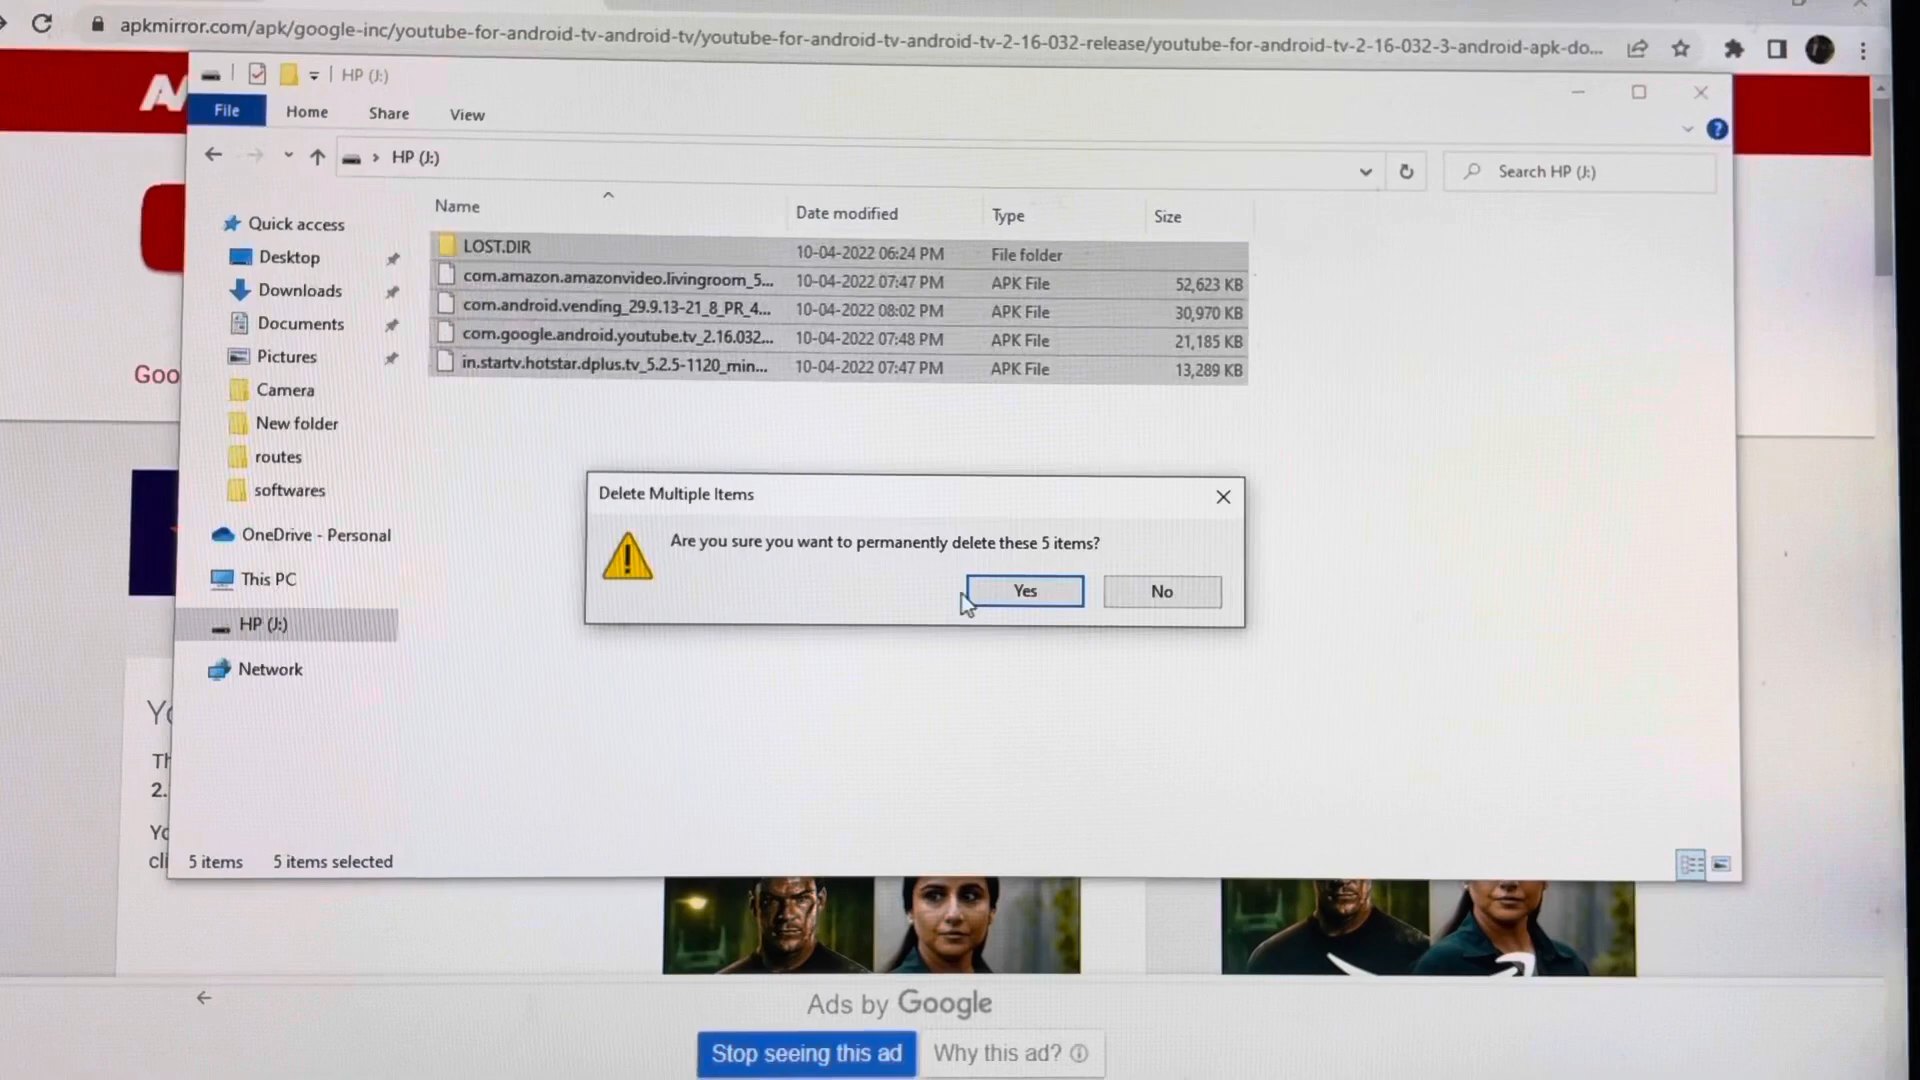 apkmirror.com/apk/google-inc/youtube-for-android-tv-android-tv/youtube-for-android-tv-android-tv-2-16-032-release/youtube-for-android-tv-2-16-032-3-android-apk-do...
HP (J:)
File Home Share View
HP (J:)
Search HP (J:)
Name Date modified Type Size
LOST.DIR 10-04-2022 06:24 PM File folder
com.amazon.amazonvideo.livingroom_5... 10-04-2022 07:47 PM APK File 52,623 KB
com.android.vending_29.9.13-21_8_PR_4... 10-04-2022 08:02 PM APK File 30,970 KB
com.google.android.youtube.tv_2.16.032... 10-04-2022 07:48 PM APK File 21,185 KB
in.startv.hotstar.dplus.tv_5.2.5-1120_min... 10-04-2022 07:47 PM APK File 13,289 KB
Quick access
Desktop
Downloads
Documents
Pictures
Camera
New folder
routes
softwares
OneDrive - Personal
This PC
HP (J:)
Network
Goo
Delete Multiple Items
Are you sure you want to permanently delete these 5 items?
Yes No
Yo
Th
2.
Yo
cli
5 items 5 items selected
Ads by Google
Stop seeing this ad Why this ad?